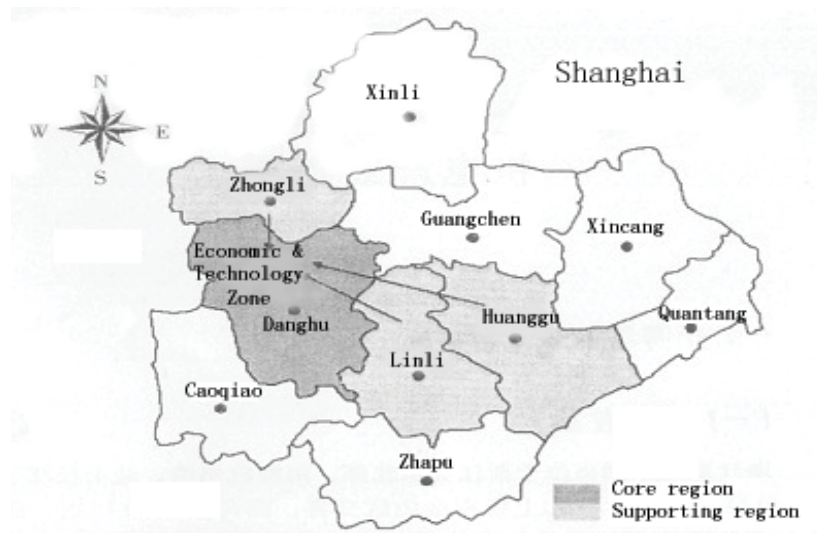 Shanghai
Xinli
N
W E
S
Zhongli
Guangchen
Xincang
Economic &
Technology
Zone
Danghu
Huanggu
Quantang
Linli
Caoqiao
Zhapu
Core region
Supporting region